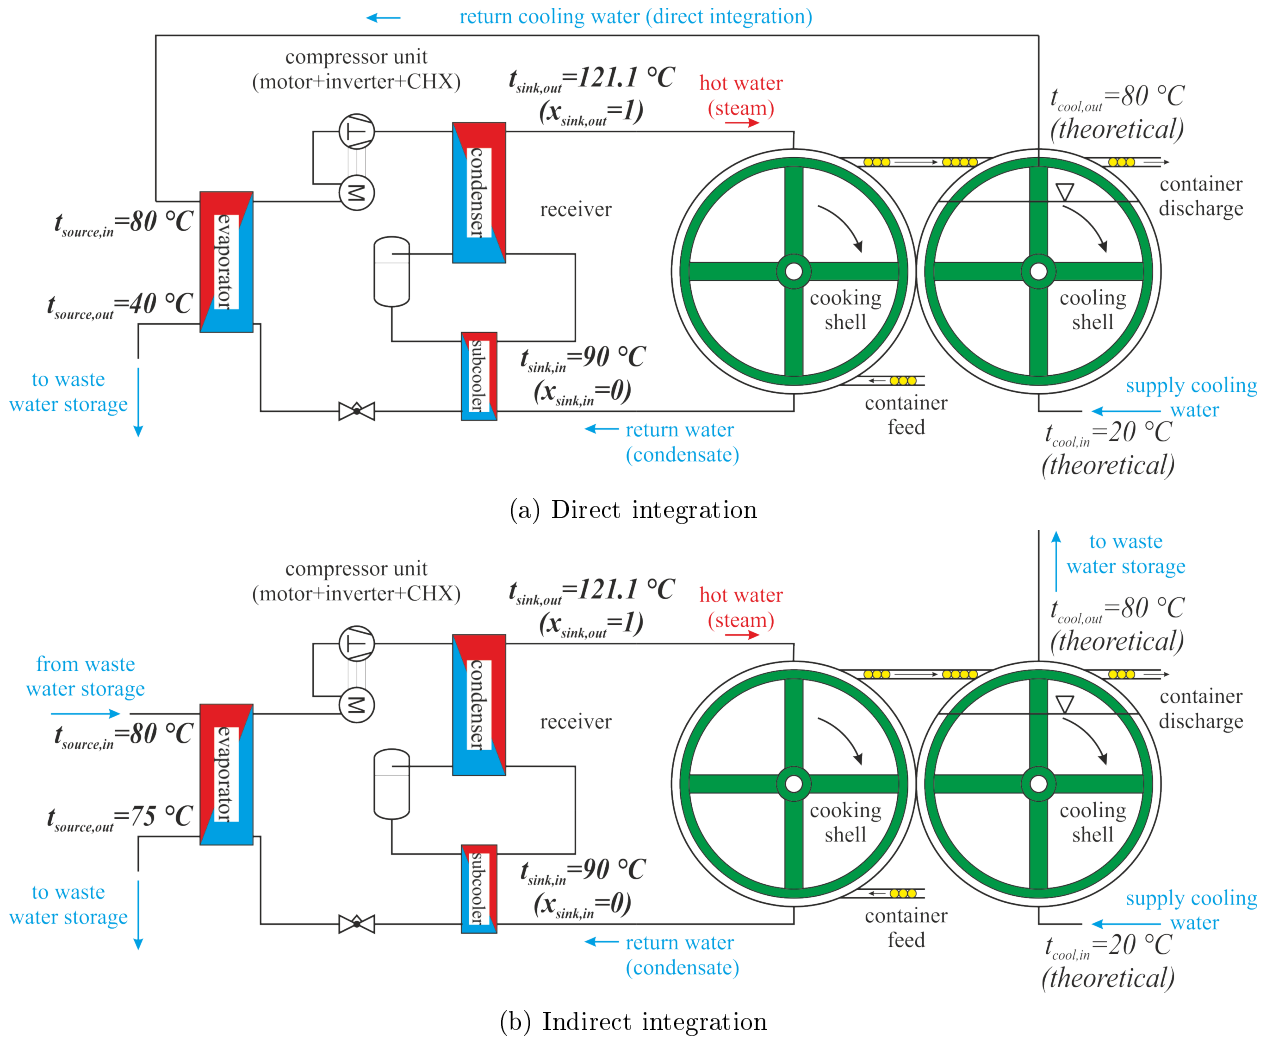 return cooling water (direct integration)
compressor unit
(motor+inverter+CHX)
t_sink,out=121.1 °C
(x_sink,out=1)
hot water
(steam)
t_cool,out=80 °C
(theoretical)
T
M
condenser
receiver
container
discharge
t_source,in=80 °C
evaporator
t_source,out=40 °C
cooking
shell
cooling
shell
subcooler
t_sink,in=90 °C
(x_sink,in=0)
to waste
water storage
container
feed
supply cooling
water
return water
(condensate)
t_cool,in=20 °C
(theoretical)
(a) Direct integration
to waste
water storage
compressor unit
(motor+inverter+CHX)
t_sink,out=121.1 °C
(x_sink,out=1)
hot water
(steam)
t_cool,out=80 °C
(theoretical)
T
M
from waste
water storage
condenser
receiver
container
discharge
t_source,in=80 °C
evaporator
t_source,out=75 °C
cooking
shell
cooling
shell
subcooler
t_sink,in=90 °C
(x_sink,in=0)
to waste
water storage
container
feed
supply cooling
water
return water
(condensate)
t_cool,in=20 °C
(theoretical)
(b) Indirect integration